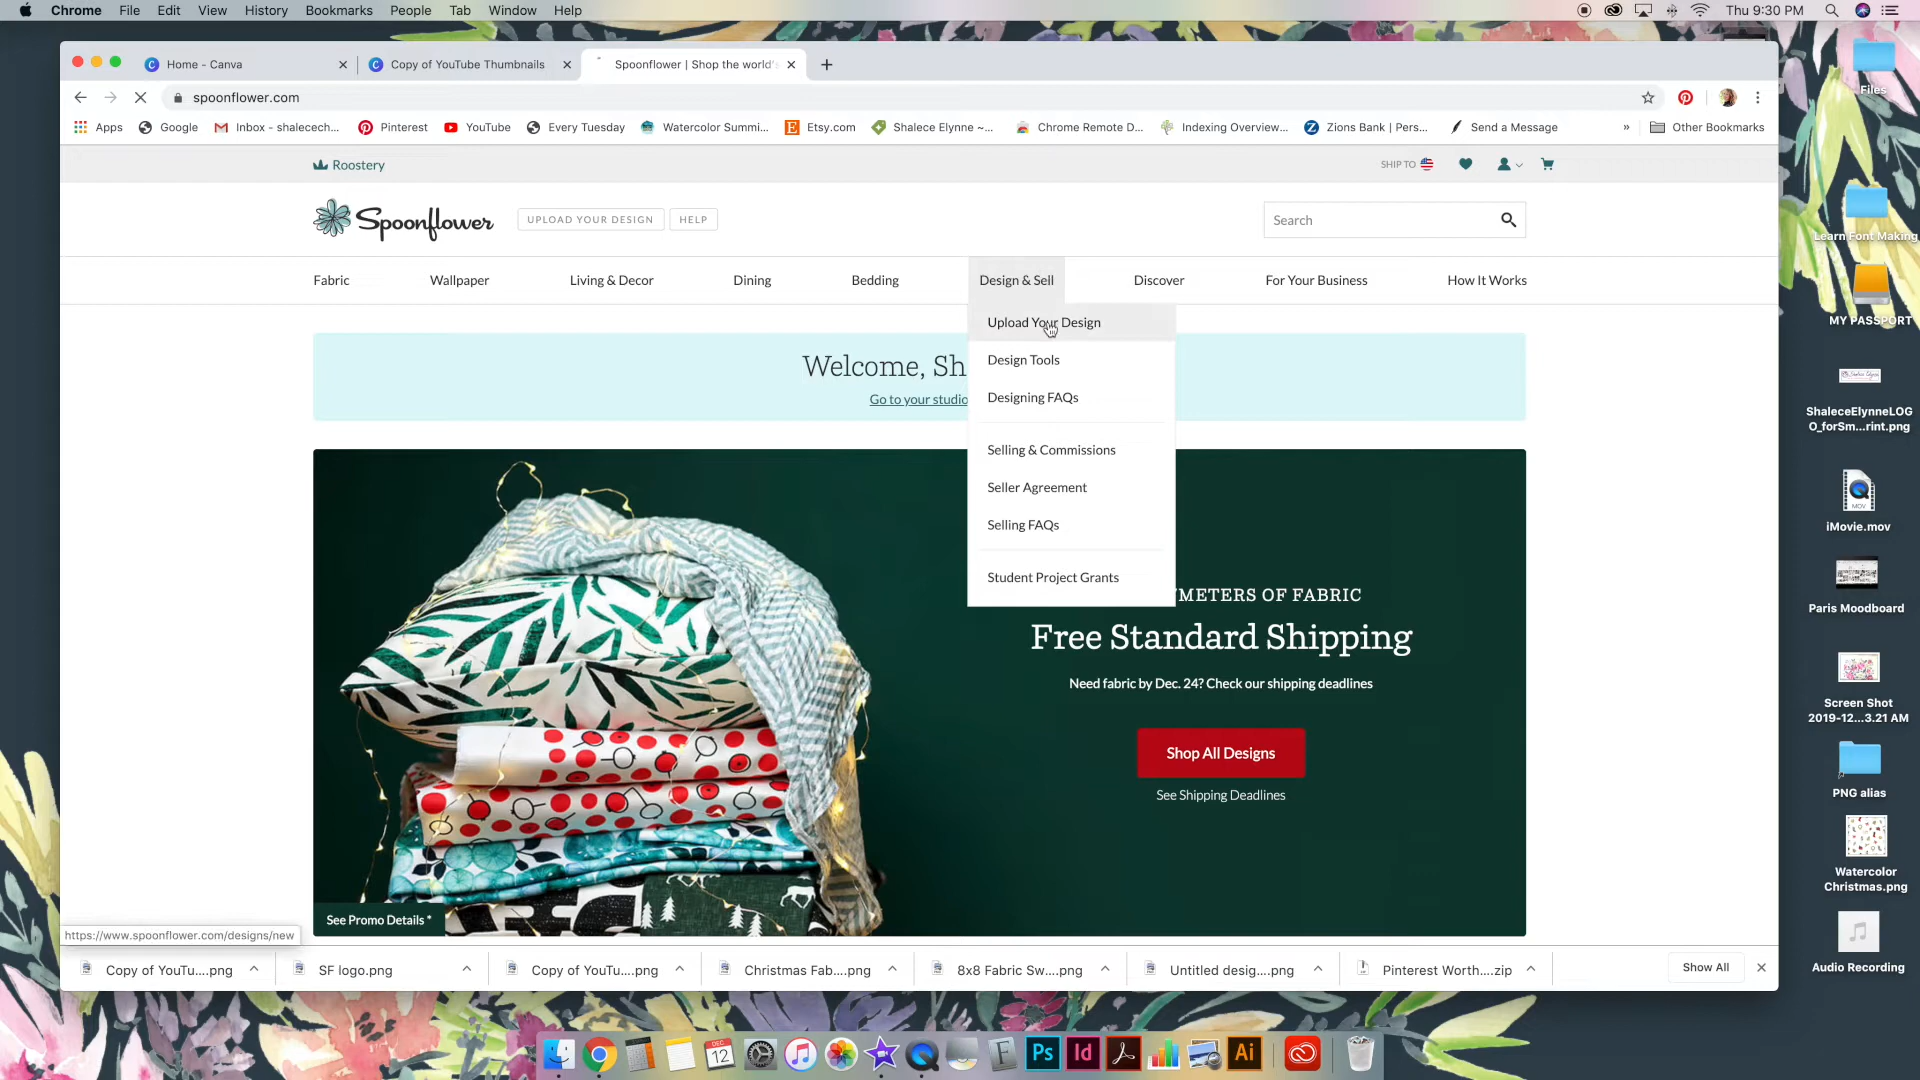 Chrome File Edit View History Bookmarks People Tab Window Help
Thu 9:30 PM
Home - Canva
Copy of YouTube Thumbnails
Spoonflower | Shop the world's
spoonflower.com
Apps Google Inbox - shalecech... Pinterest YouTube Every Tuesday Watercolor Summi... Etsy.com Shalece Elynne ~... Chrome Remote D... Indexing Overview... Zions Bank | Pers... Send a Message » Other Bookmarks
Roostery
SHIP TO
Spoonflower
UPLOAD YOUR DESIGN
HELP
Search
Fabric Wallpaper Living & Decor Dining Bedding Design & Sell Discover For Your Business How It Works
Upload Your Design
Design Tools
Designing FAQs
Selling & Commissions
Seller Agreement
Selling FAQs
Student Project Grants
Welcome, Sh
Go to your studio
METERS OF FABRIC
Free Standard Shipping
Need fabric by Dec. 24? Check our shipping deadlines
Shop All Designs
See Shipping Deadlines
See Promo Details *
https://www.spoonflower.com/designs/new
Copy of YouTu....png
SF logo.png
Copy of YouTu....png
Christmas Fab....png
8x8 Fabric Sw....png
Untitled desig....png
Pinterest Worth....zip
Show All
Files
Learn Font Making
MY PASSPORT
ShaleceElynneLOG
O_forSm...rint.png
MOV
iMovie.mov
Paris Moodboard
Screen Shot
2019-12...3.21 AM
PNG alias
Watercolor
Christmas.png
Audio Recording
DEC
12
Ps
Id
Ai